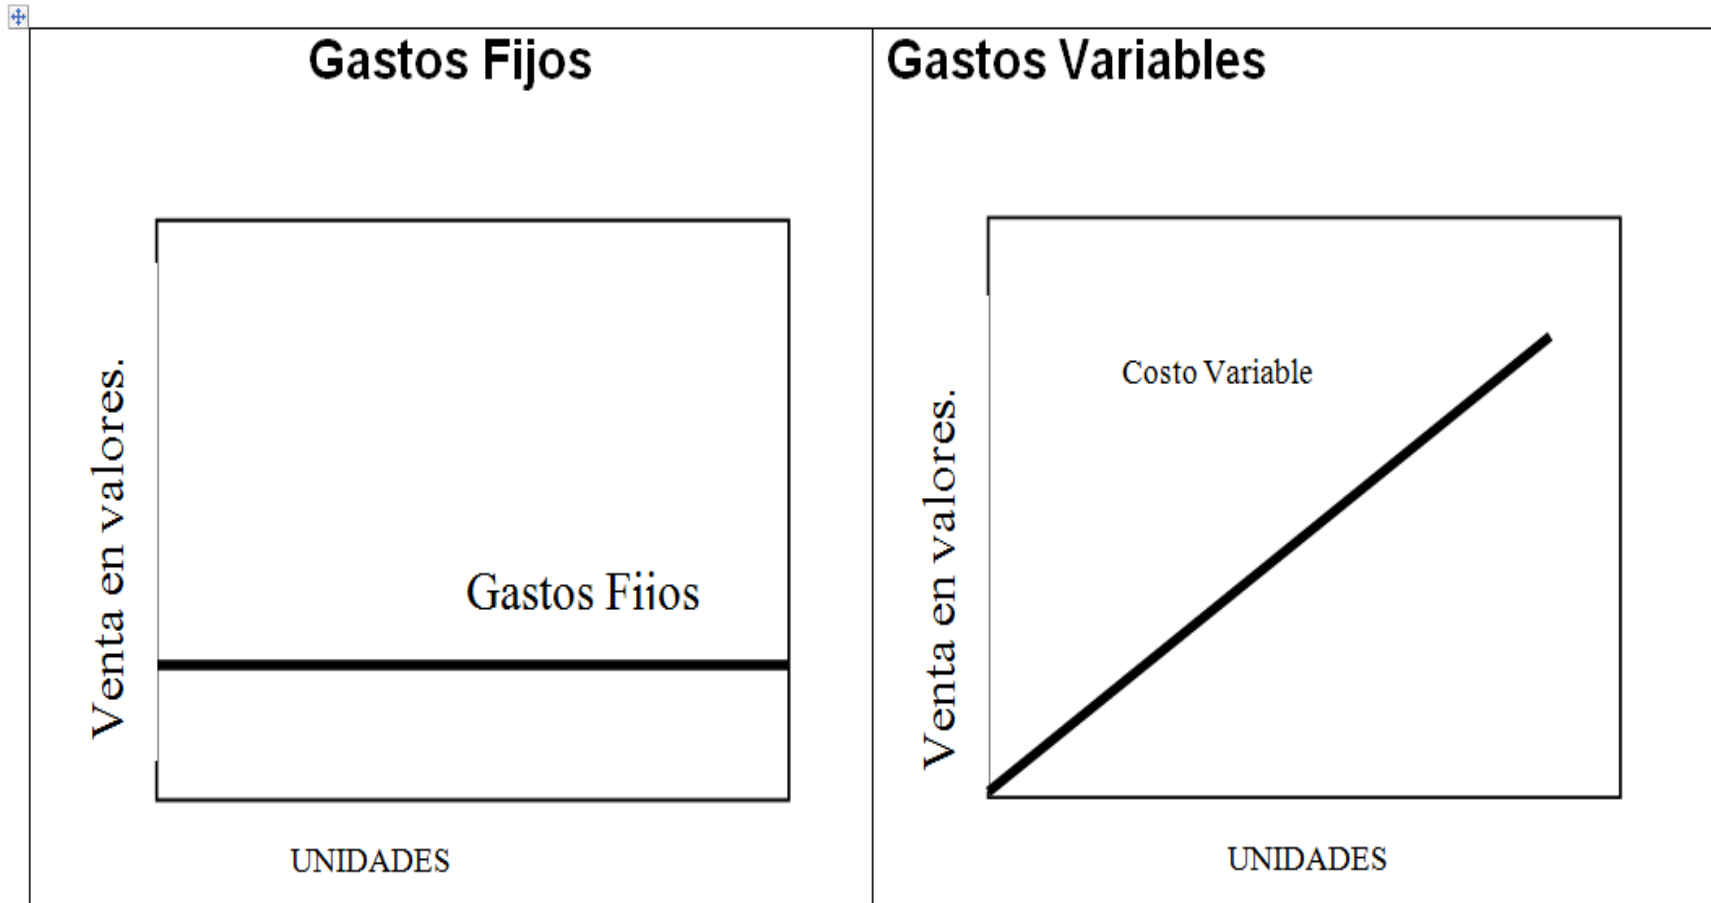 Gastos Fijos
Venta en valores.
Gastos Fiios
UNIDADES
Gastos Variables
Venta en valores.
Costo Variable
UNIDADES